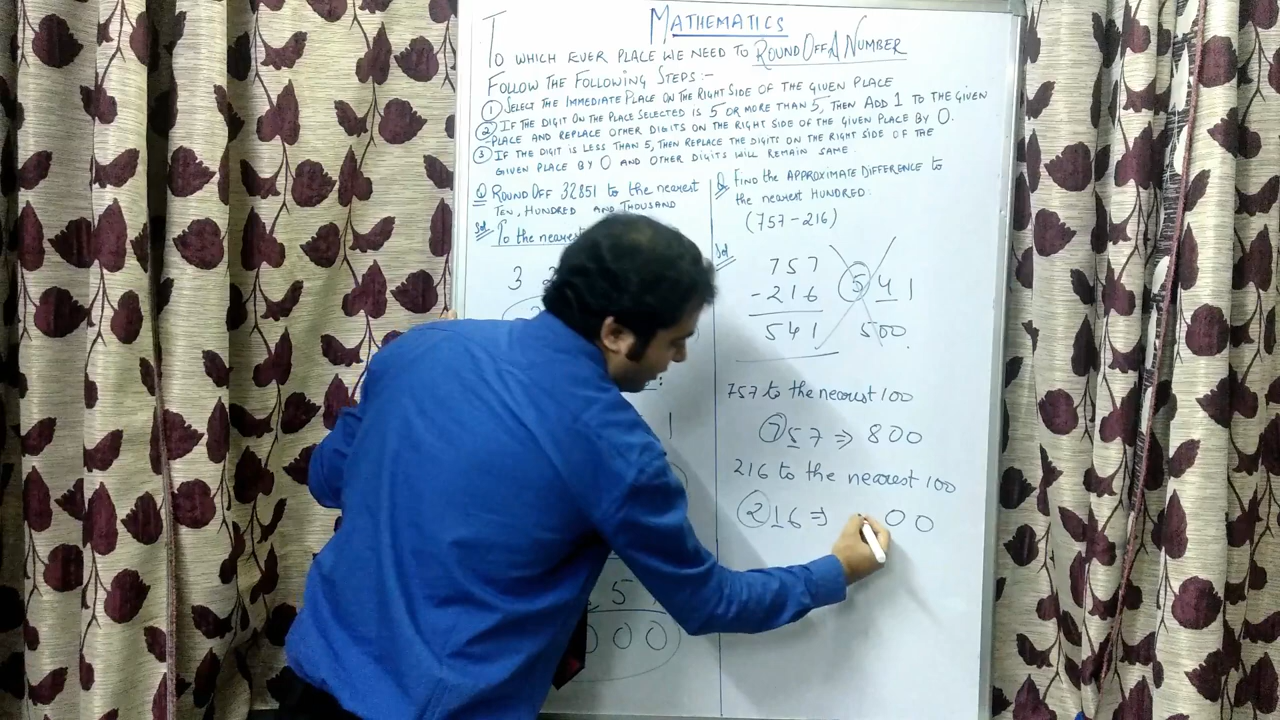 MATHEMATICS
TO WHICH EVER PLACE WE NEED TO ROUND OFF A NUMBER
FOLLOW THE FOLLOWING STEPS :-
① SELECT THE IMMEDIATE PLACE ON THE RIGHT SIDE OF THE GIVEN PLACE
② IF THE DIGIT ON THE PLACE SELECTED IS 5 OR MORE THAN 5, THEN ADD 1 TO THE GIVEN
PLACE AND REPLACE OTHER DIGITS ON THE RIGHT SIDE OF THE GIVEN PLACE BY 0.
③ IF THE DIGIT IS LESS THAN 5, THEN REPLACE THE DIGITS ON THE RIGHT SIDE OF THE
GIVEN PLACE BY 0 AND OTHER DIGITS WILL REMAIN SAME.
Q ROUND OFF 32851 to the nearest
TEN, HUNDRED AND THOUSAND
Sol To the nearest
3
1
5
000
Q FIND the APPROXIMATE DIFFERENCE to
the nearest HUNDRED.
(757-216)
Sol
757 541
-216
541 500.
757 to the nearest 100
757 ⇒ 800
216 to the nearest 100
216 ⇒ 00